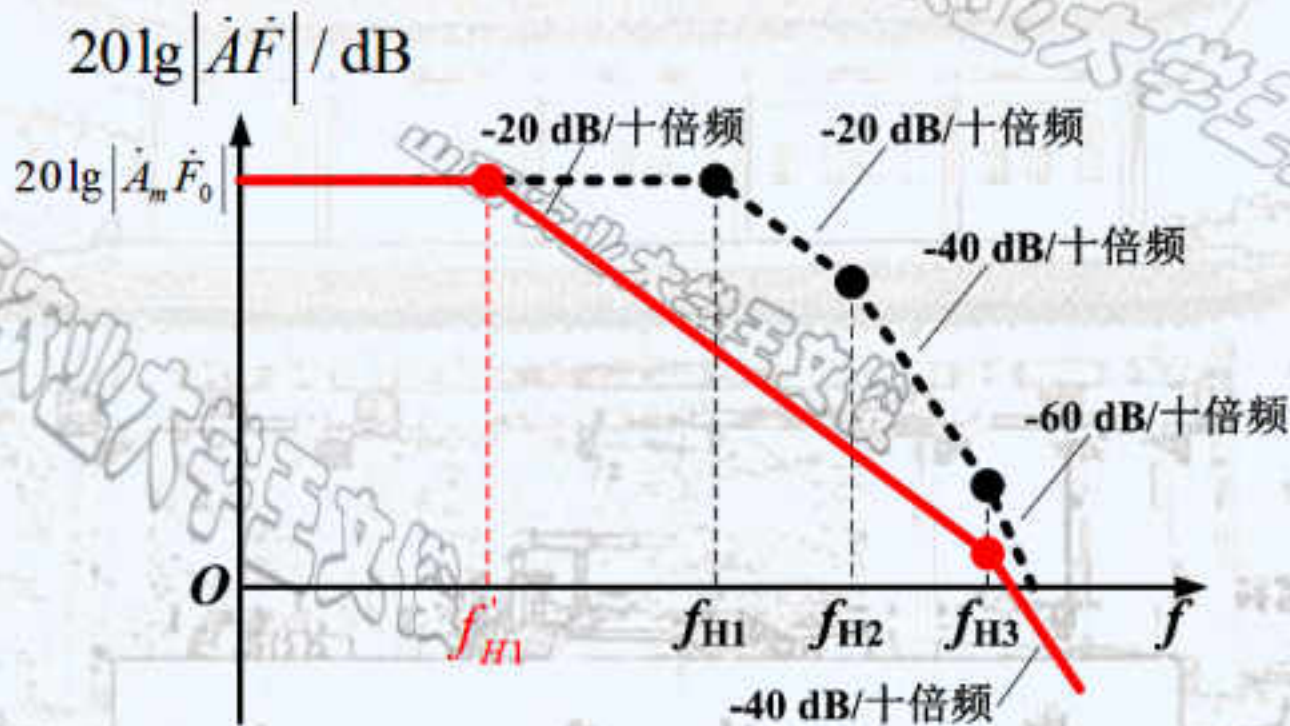 20lg|ȦḞ| / dB
-20 dB/十倍频
-20 dB/十倍频
20lg|Ȧ_m Ḟ_0|
-40 dB/十倍频
-60 dB/十倍频
O
f'_H1
f_H1
f_H2
f_H3
f
-40 dB/十倍频